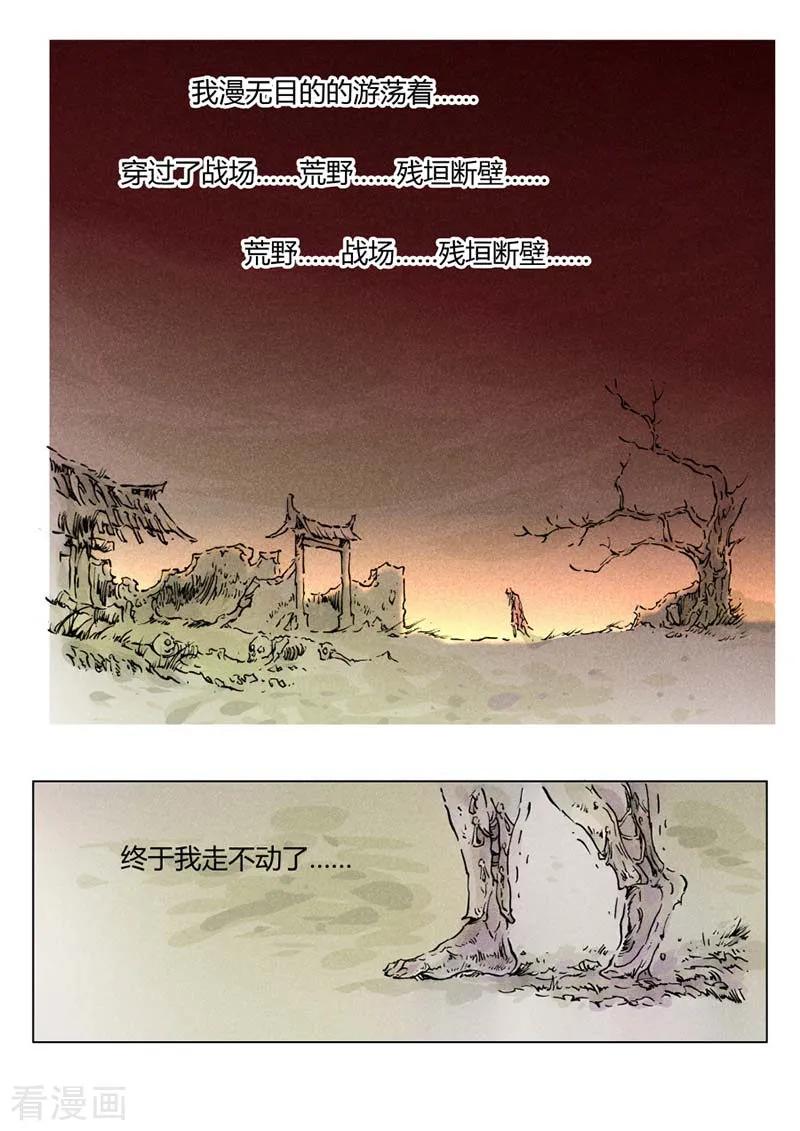 我漫无目的的游荡着……
穿过了战场……荒野……残垣断壁……
荒野……战场……残垣断壁……
终于我走不动了……
看漫画